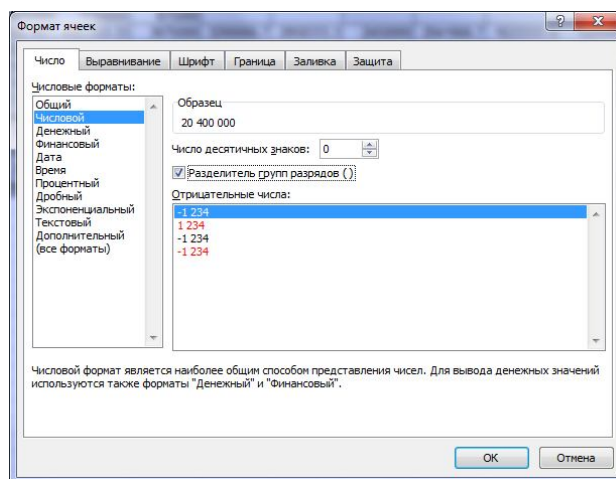 Формат ячеек
Число Выравнивание Шрифт Граница Заливка Защита
Числовые форматы:
Общий
Числовой
Денежный
Финансовый
Дата
Время
Процентный
Дробный
Экспоненциальный
Текстовый
Дополнительный
(все форматы)
Образец
20 400 000
Число десятичных знаков: 0
Разделитель групп разрядов ( )
Отрицательные числа:
-1 234
1 234
-1 234
-1 234
Числовой формат является наиболее общим способом представления чисел. Для вывода денежных значений
используются также форматы "Денежный" и "Финансовый".
ОК Отмена